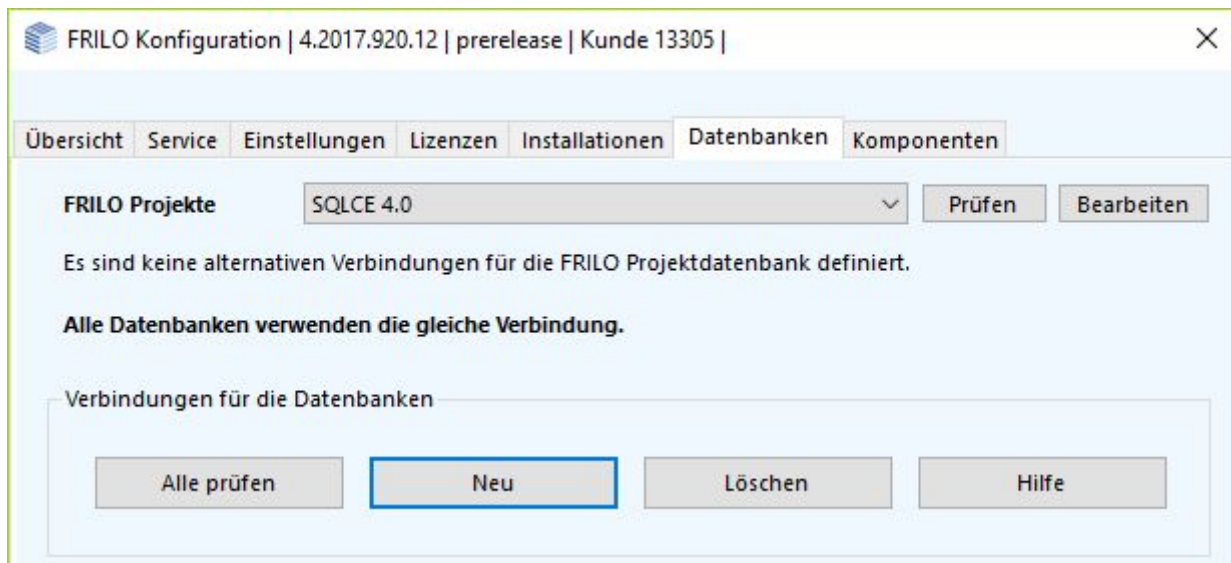 FRILO Konfiguration | 4.2017.920.12 | prerelease | Kunde 13305 |
Übersicht Service Einstellungen Lizenzen Installationen Datenbanken Komponenten
FRILO Projekte SQLCE 4.0 Prüfen Bearbeiten
Es sind keine alternativen Verbindungen für die FRILO Projektdatenbank definiert.
Alle Datenbanken verwenden die gleiche Verbindung.
Verbindungen für die Datenbanken
Alle prüfen Neu Löschen Hilfe